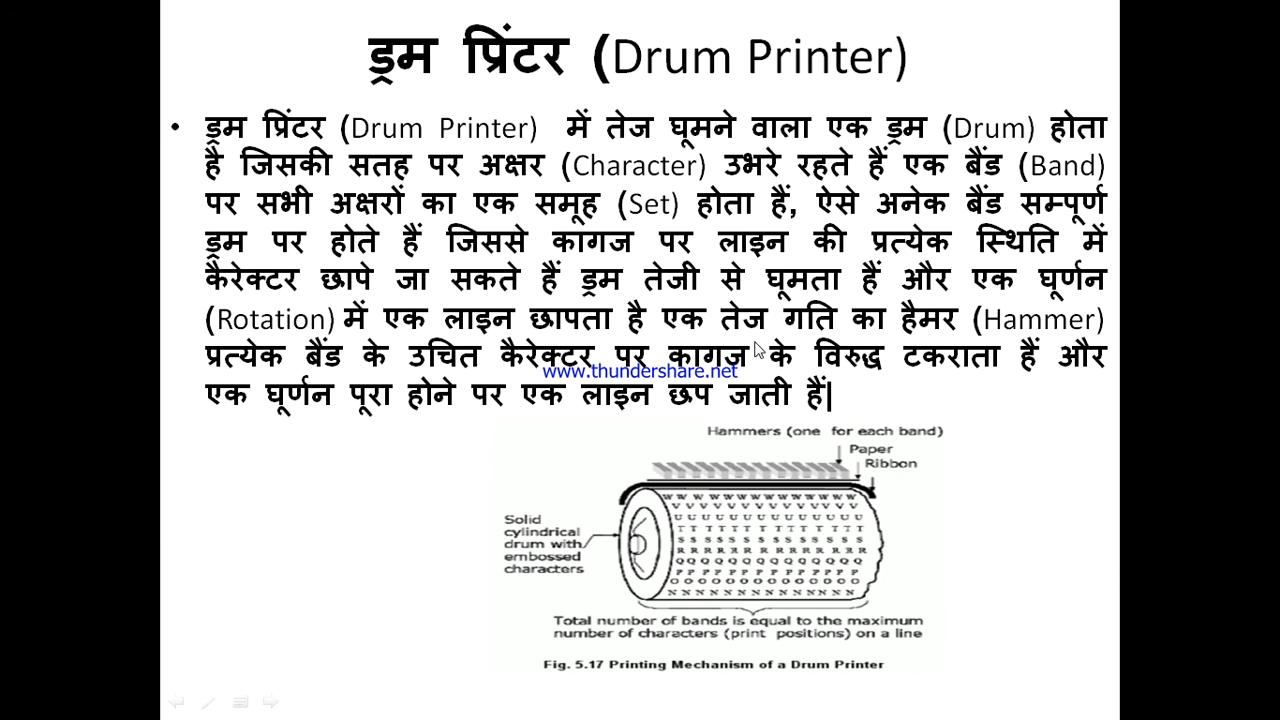 ड्रम प्रिंटर (Drum Printer)
• ड्रम प्रिंटर (Drum Printer) में तेज घूमने वाला एक ड्रम (Drum) होता
है जिसकी सतह पर अक्षर (Character) उभरे रहते हैं एक बैंड (Band)
पर सभी अक्षरों का एक समूह (Set) होता हैं, ऐसे अनेक बैंड सम्पूर्ण
ड्रम पर होते हैं जिससे कागज पर लाइन की प्रत्येक स्थिति में
कैरेक्टर छापे जा सकते हैं ड्रम तेजी से घूमता हैं और एक घूर्णन
(Rotation) में एक लाइन छापता है एक तेज गति का हैमर (Hammer)
प्रत्येक बैंड के उचित कैरेक्टर पर कागज़ के विरुद्ध टकराता हैं और
www.thundershare.net
एक घूर्णन पूरा होने पर एक लाइन छप जाती हैं|
Hammers (one for each band)
Paper
Ribbon
Solid
cylindrical
drum with
embossed
characters
W W W W W W W W W W W W W
V V V V V V V V V V V V
U U U U U U U U U U U U
T T T T T T T T T T T T
S S S S S S S S S S S S
R R R R R R R R R R R R R
Q Q Q Q Q Q Q Q Q Q Q Q
P P P P P P P P P P P P
O O O O O O O O O O O O
N N N N N N N N N N N N
Total number of bands is equal to the maximum
number of characters (print positions) on a line
Fig. 5.17 Printing Mechanism of a Drum Printer